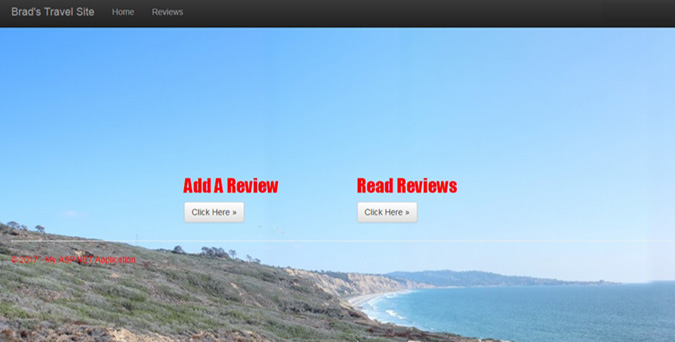 Brad's Travel Site Home Reviews
Add A Review Read Reviews
Click Here » Click Here »
© 2017 - My ASP.NET Application